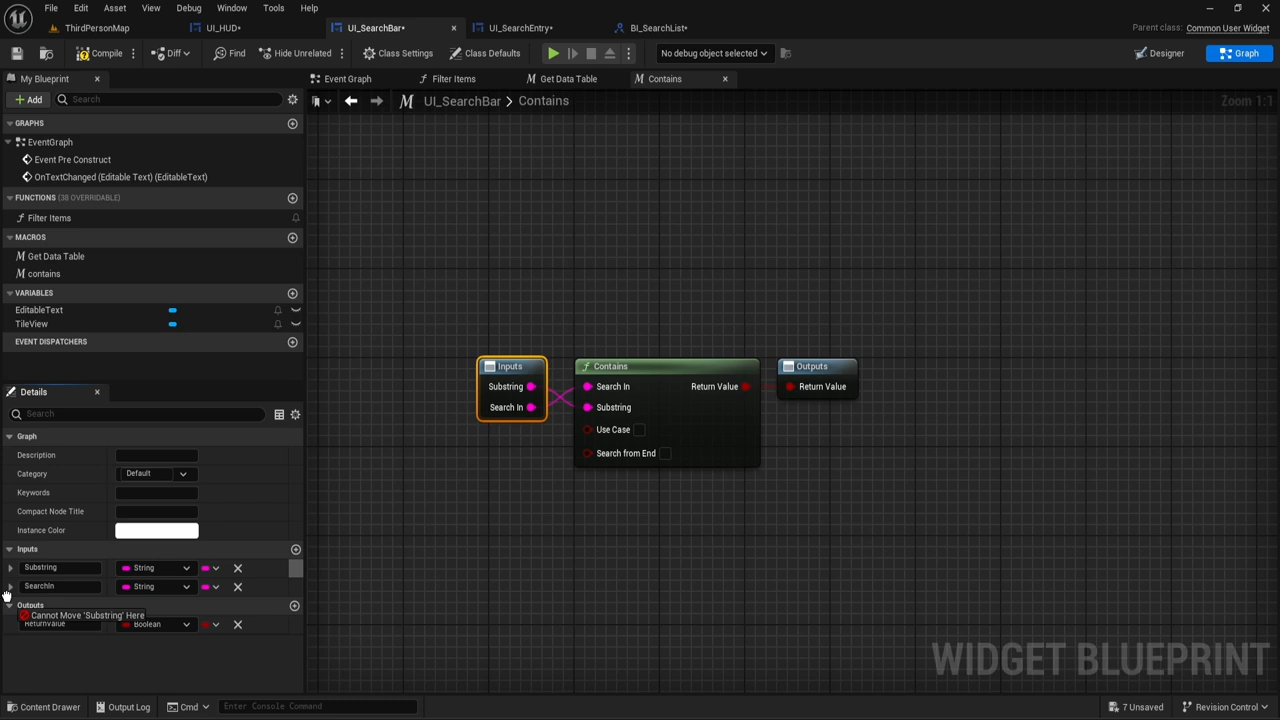 File Edit Asset View Debug Window Tools Help
ThirdPersonMap UI_HUD• UI_SearchBar• UI_SearchEntry• BI_SearchList•
Parent class: Common User Widget
Compile Diff Find Hide Unrelated Class Settings Class Defaults No debug object selected Designer Graph
My Blueprint Event Graph Filter Items Get Data Table Contains
+ Add Search UI_SearchBar > Contains Zoom 1:1
GRAPHS
EventGraph
Event Pre Construct
OnTextChanged (Editable Text) (EditableText)
FUNCTIONS (38 OVERRIDABLE)
Filter Items
MACROS
Get Data Table
contains
VARIABLES
EditableText
TileView
EVENT DISPATCHERS
Inputs
Substring
Search In
Contains
Search In Return Value
Substring
Use Case
Search from End
Outputs
Return Value
Details
Search
Graph
Description
Category Default
Keywords
Compact Node Title
Instance Color
Inputs
Substring String
SearchIn String
Outputs
Cannot Move 'Substring' Here
ReturnValue Boolean
WIDGET BLUEPRINT
Content Drawer Output Log Cmd Enter Console Command 7 Unsaved Revision Control